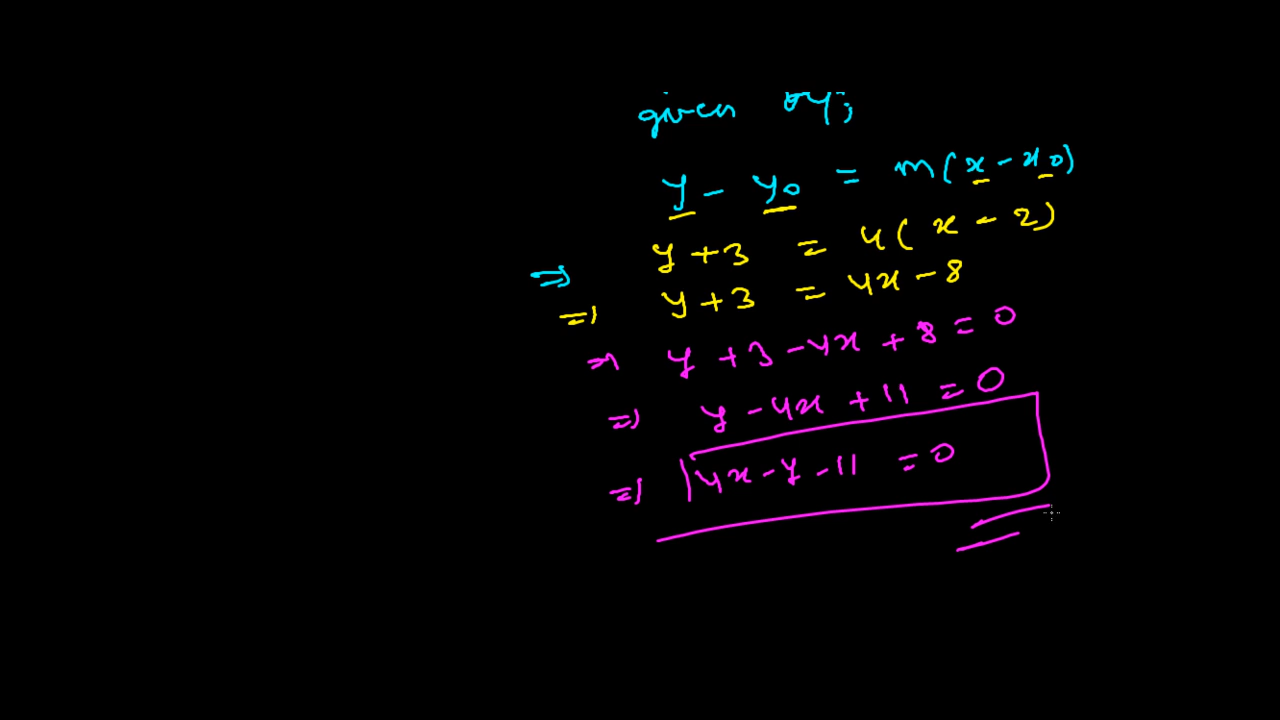 given by;
y - y0 = m(x - x0)
⇒ y + 3 = 4(x - 2)
⇒ y + 3 = 4x - 8
⇒ y + 3 - 4x + 8 = 0
⇒ y - 4x + 11 = 0
⇒ 4x - y - 11 = 0